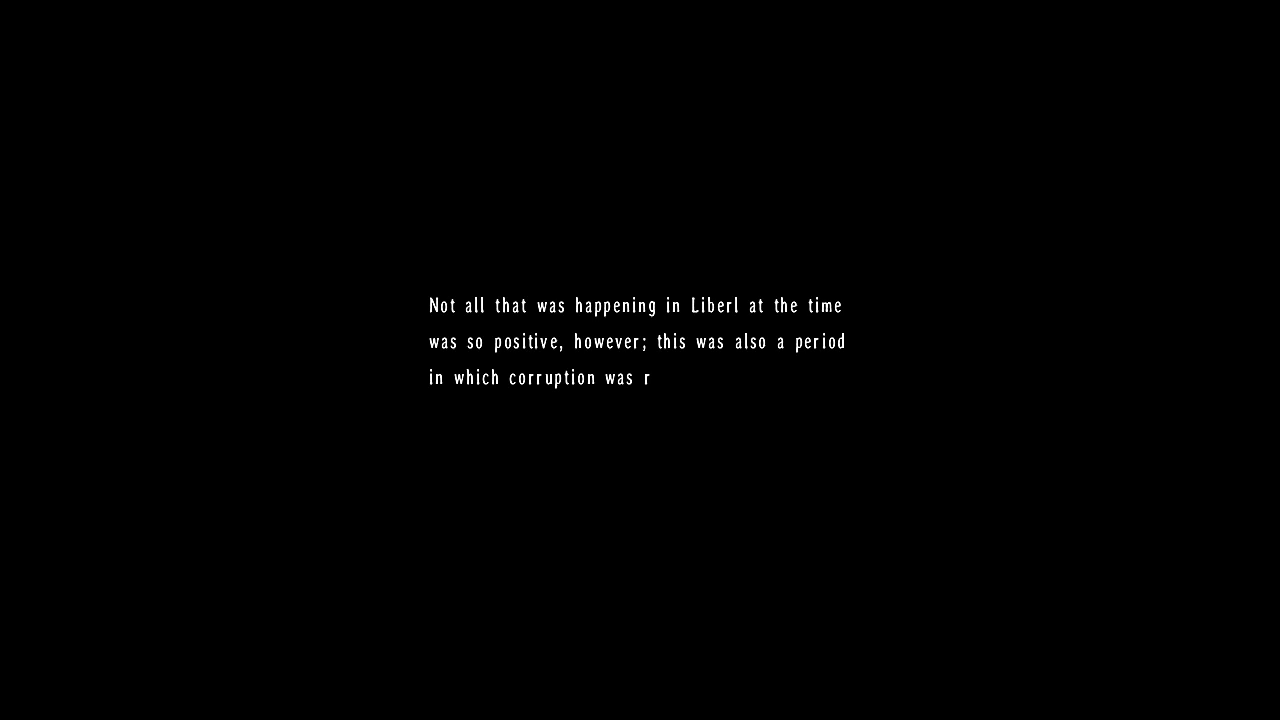 Not all that was happening in Liberl at the time
was so positive, however; this was also a period
in which corruption was r